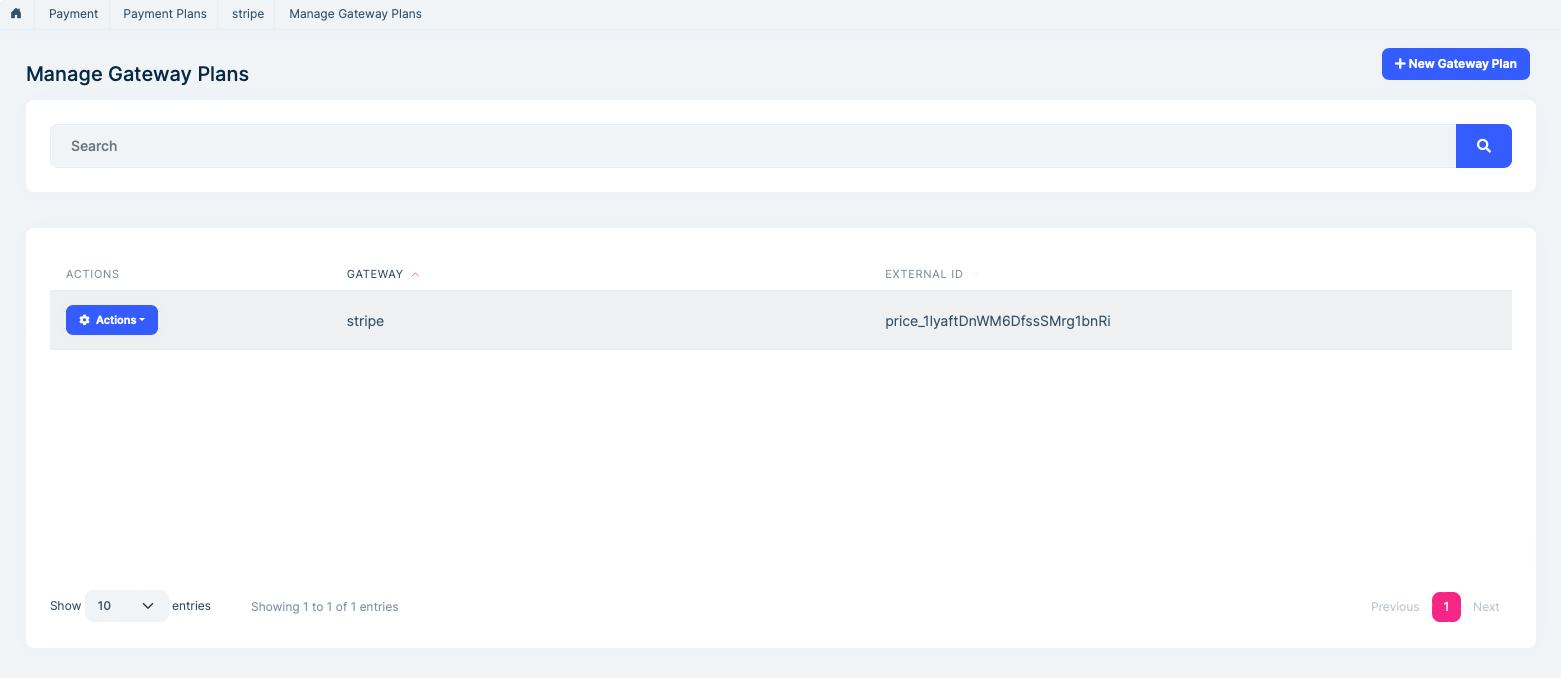 Payment Payment Plans stripe Manage Gateway Plans
Manage Gateway Plans
New Gateway Plan
Search
ACTIONS GATEWAY EXTERNAL ID
Actions stripe price_1IyaftDnWM6DfssSMrg1bnRi
Show 10 entries Showing 1 to 1 of 1 entries Previous 1 Next